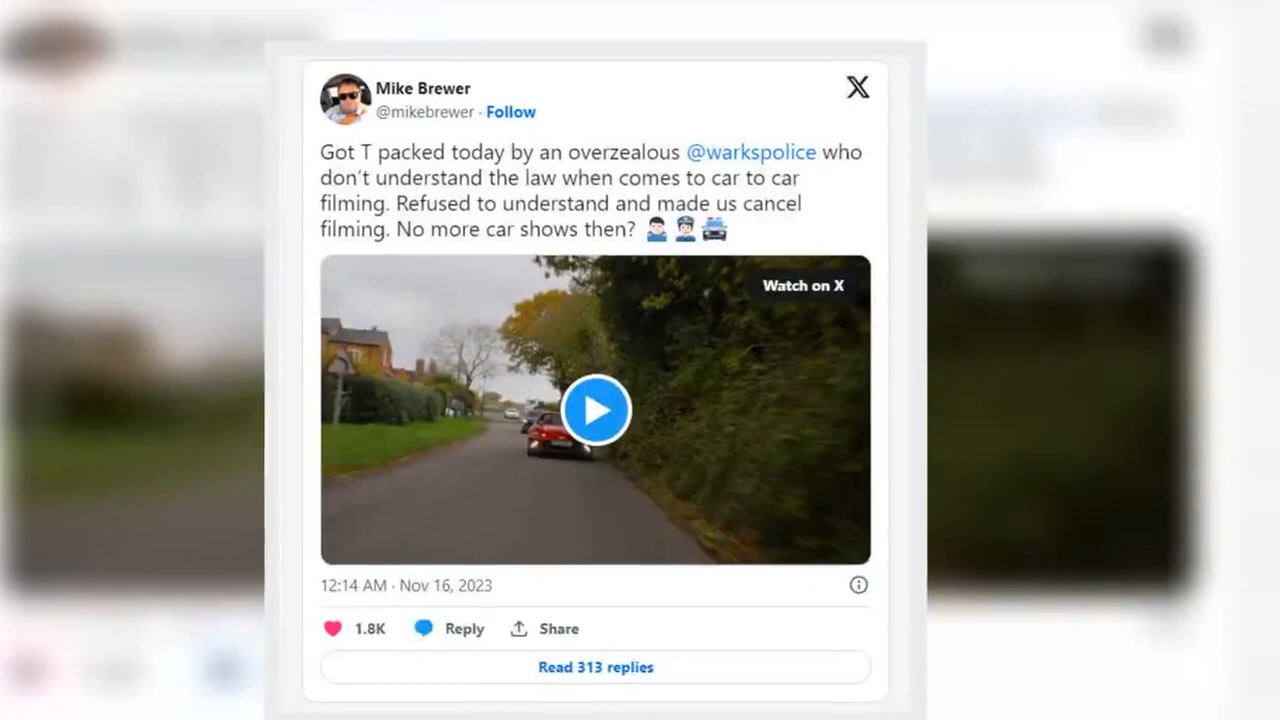 Mike Brewer
@mikebrewer · Follow
Got T packed today by an overzealous @warkspolice who
don't understand the law when comes to car to car
filming. Refused to understand and made us cancel
filming. No more car shows then? 🤷🏻‍♂️👮🏻🚔
Watch on X
12:14 AM · Nov 16, 2023
1.8K Reply Share
Read 313 replies